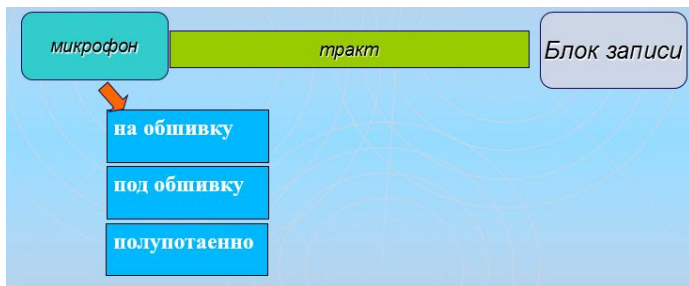 микрофон
тракт
Блок записи
на обшивку
под обшивку
полупотаенно